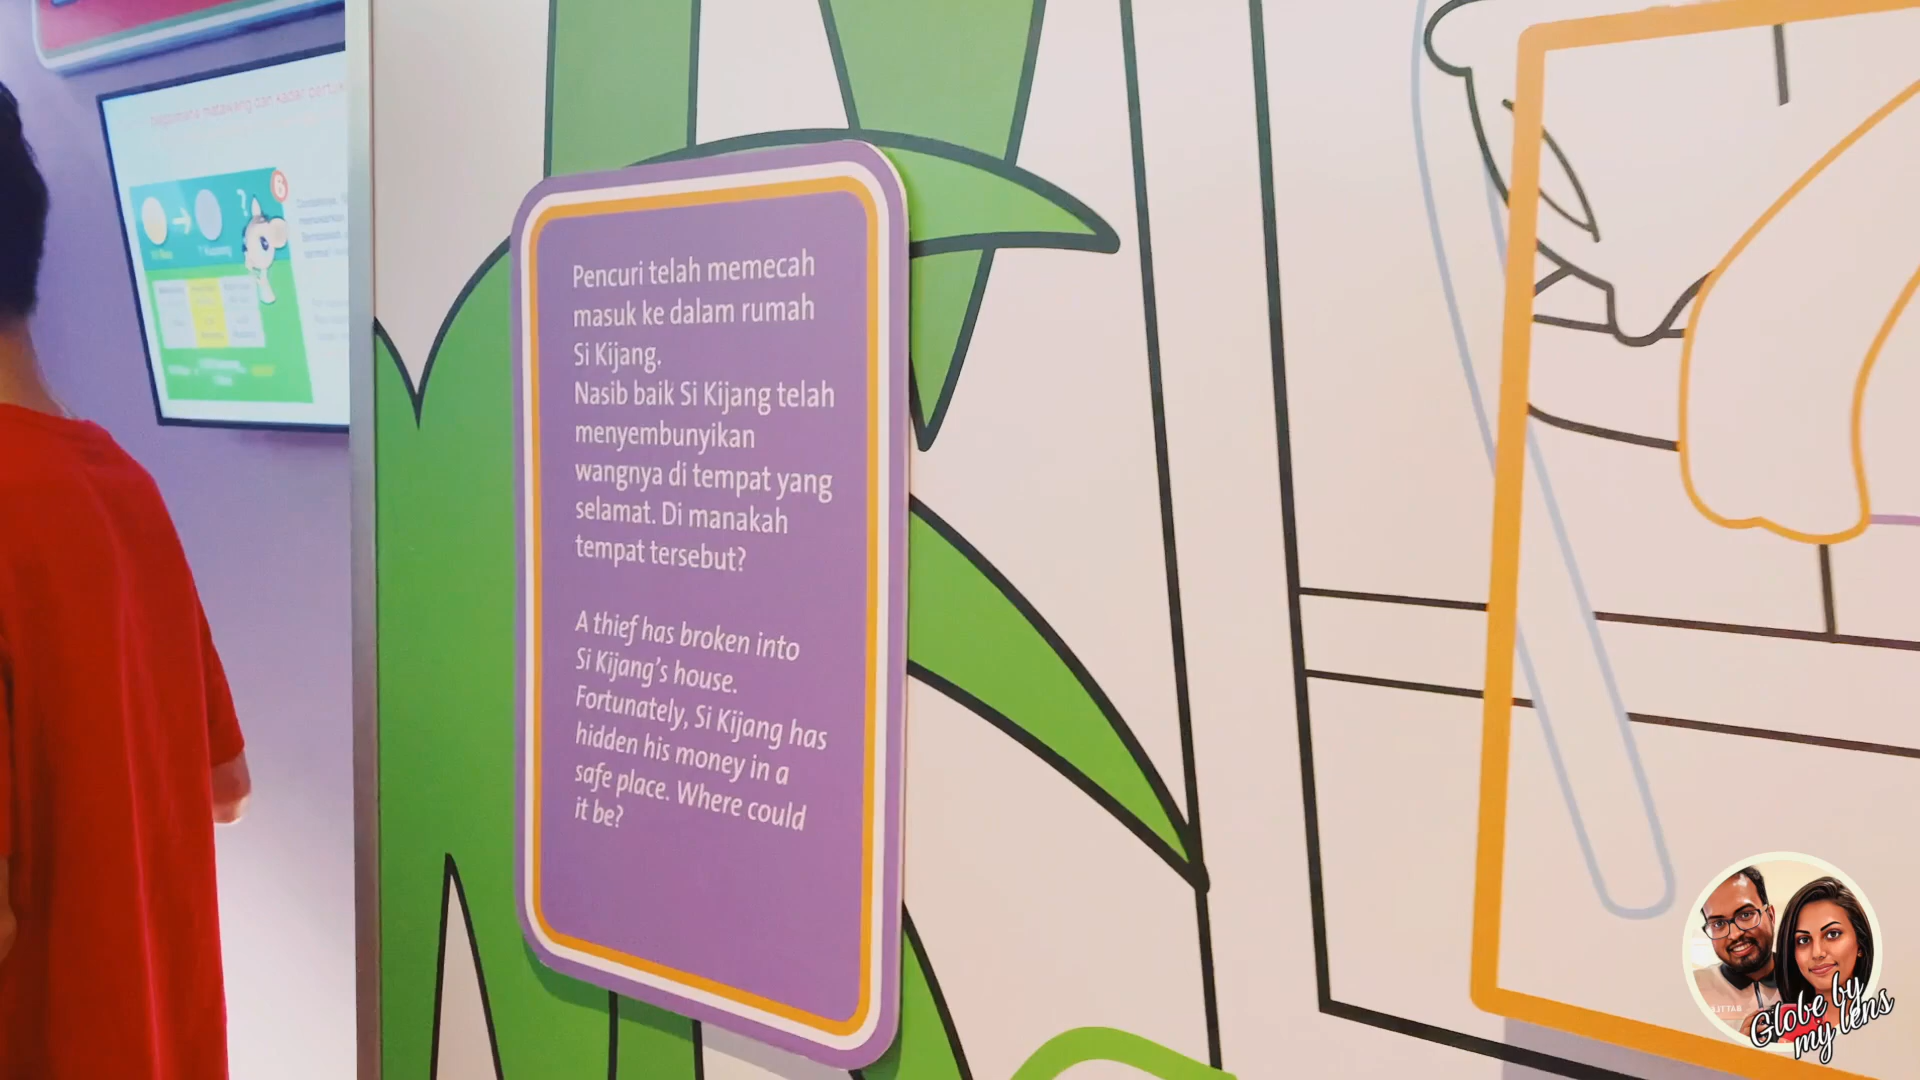 Pencuri telah memecah
masuk ke dalam rumah
Si Kijang.
Nasib baik Si Kijang telah
menyembunyikan
wangnya di tempat yang
selamat. Di manakah
tempat tersebut?
A thief has broken into
Si Kijang's house.
Fortunately, Si Kijang has
hidden his money in a
safe place. Where could
it be?
Globe by
my lens